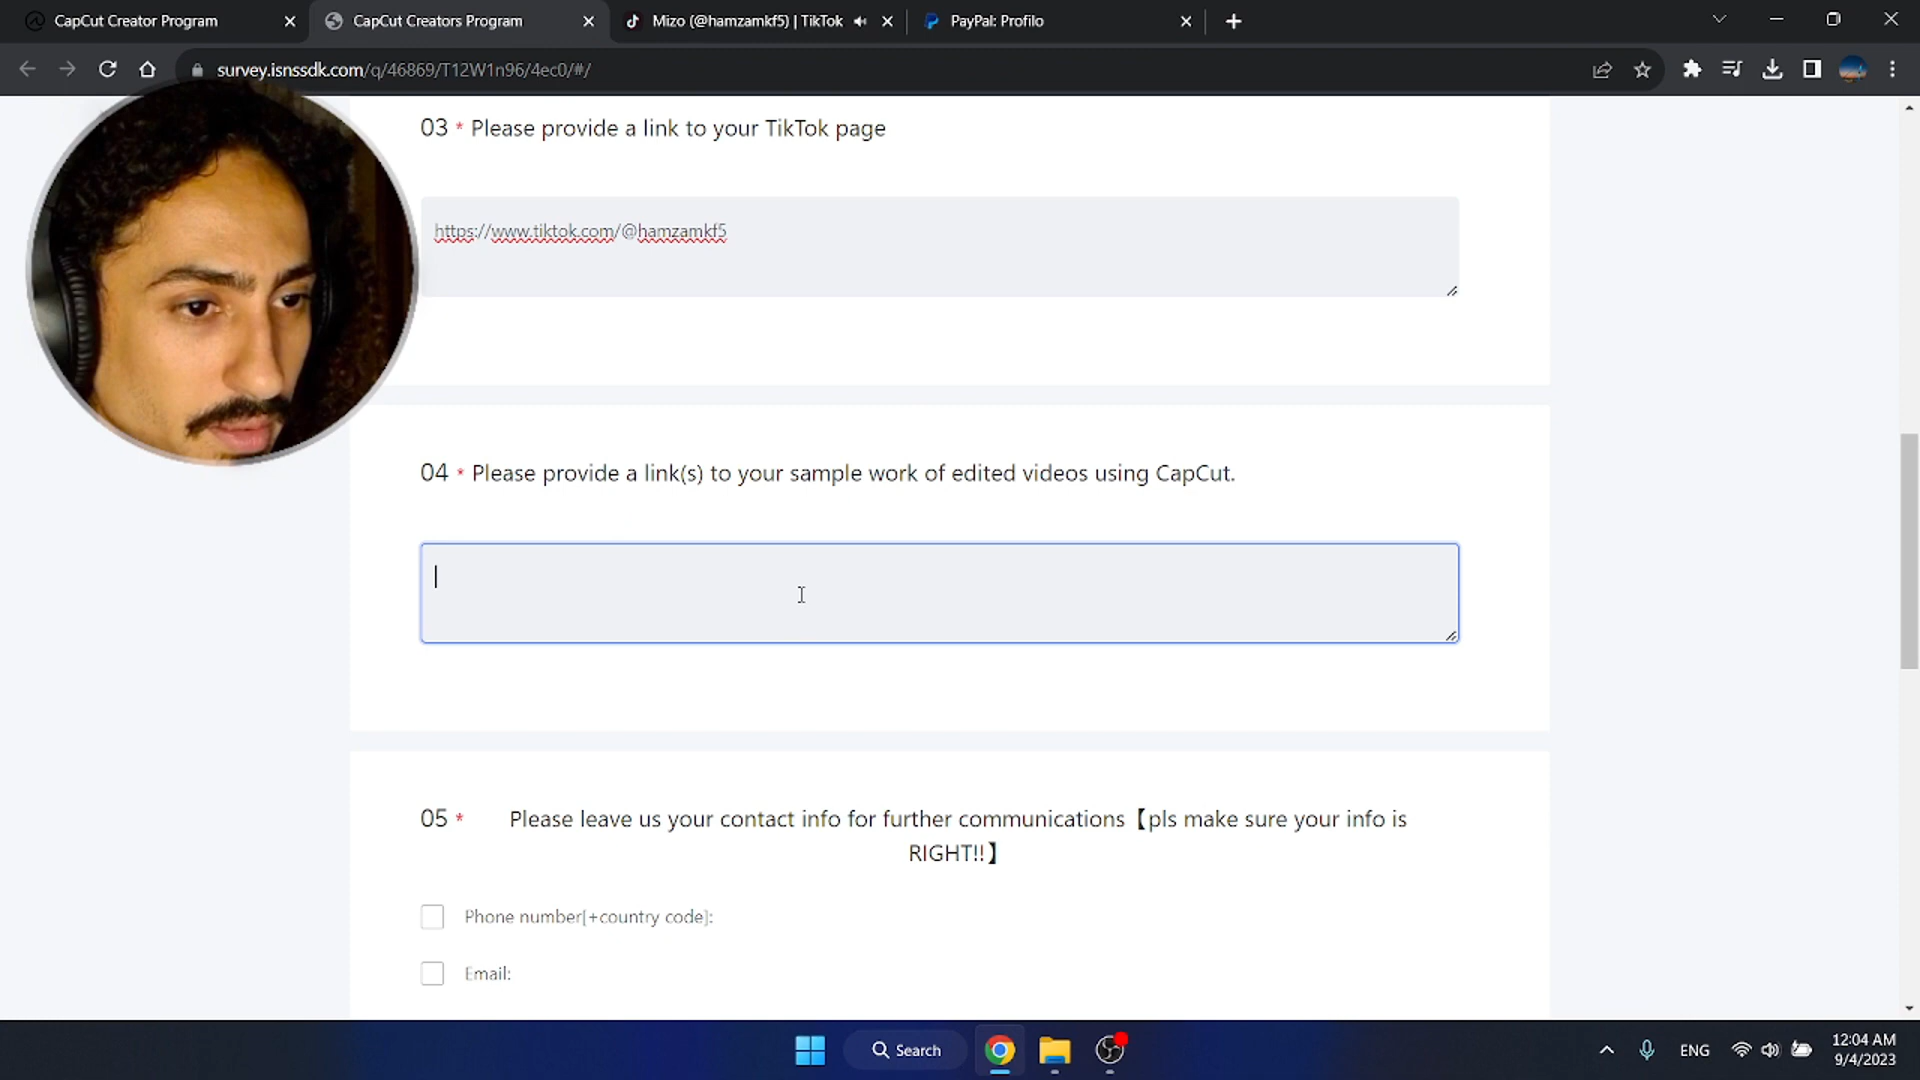 CapCut Creator Program
CapCut Creators Program
Mizo (@hamzamkf5) | TikTok
PayPal: Profilo
survey.isnssdk.com/q/46869/T12W1n96/4ec0/#/
03 * Please provide a link to your TikTok page
https://www.tiktok.com/@hamzamkf5
04 * Please provide a link(s) to your sample work of edited videos using CapCut.
05 * Please leave us your contact info for further communications【pls make sure your info is
RIGHT!!】
Phone number[+country code]:
Email:
Search
ENG
12:04 AM
9/4/2023